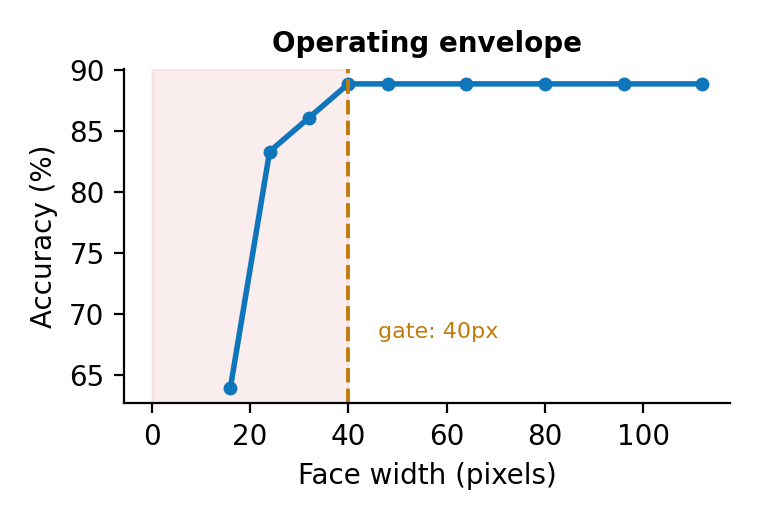 Operating envelope
Accuracy (%)
90
85
80
75
70
65
gate: 40px
0 20 40 60 80 100
Face width (pixels)